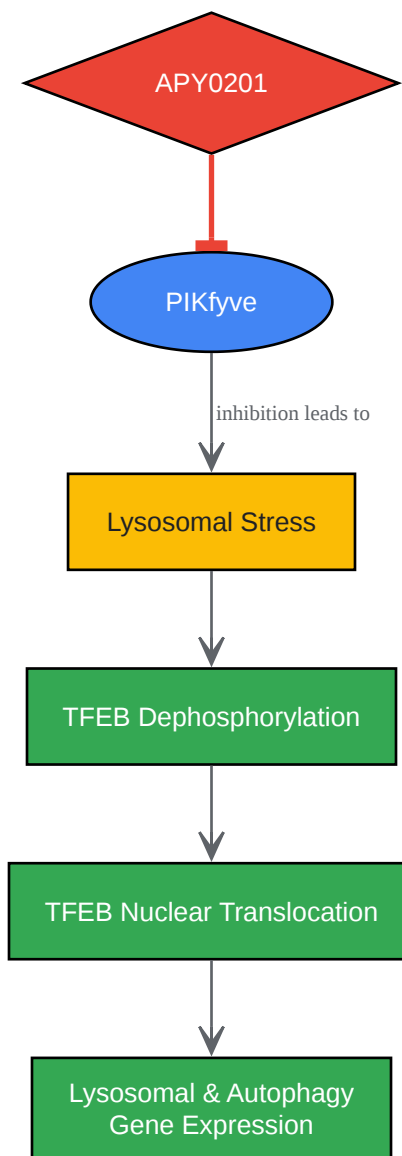 APY0201
PIKfyve
inhibition leads to
Lysosomal Stress
TFEB Dephosphorylation
TFEB Nuclear Translocation
Lysosomal & Autophagy
Gene Expression